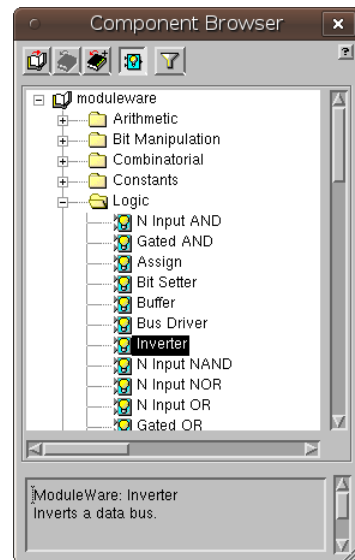 Component Browser
moduleware
Arithmetic
Bit Manipulation
Combinatorial
Constants
Logic
N Input AND
Gated AND
Assign
Bit Setter
Buffer
Bus Driver
Inverter
N Input NAND
N Input NOR
N Input OR
Gated OR
ModuleWare: Inverter
Inverts a data bus.